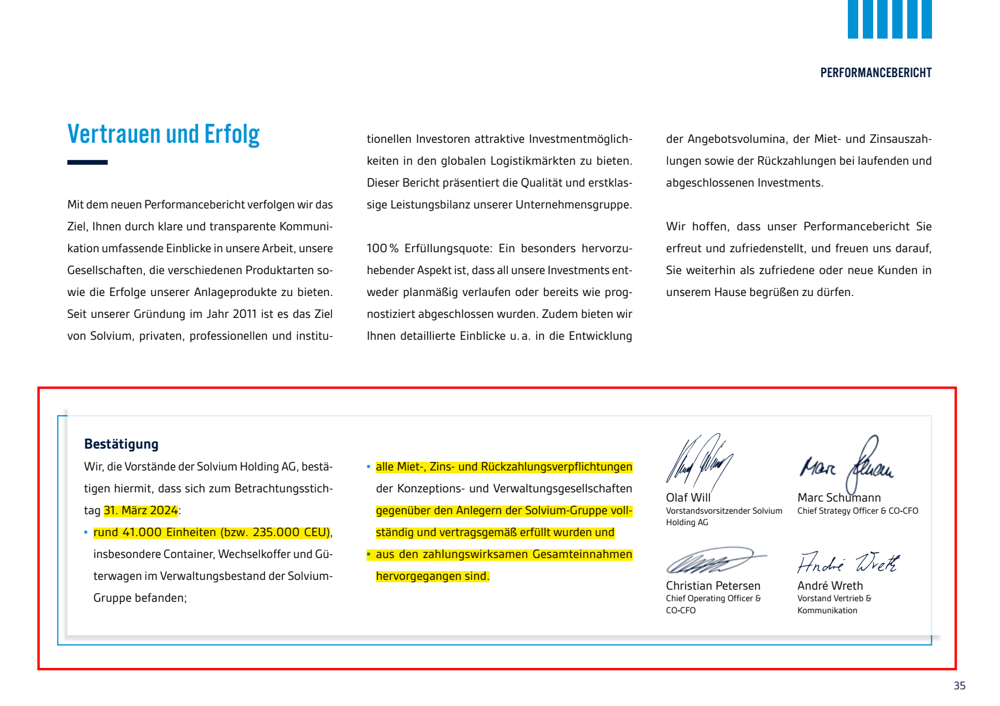 PERFORMANCEBERICHT
Vertrauen und Erfolg
Mit dem neuen Performancebericht verfolgen wir das
Ziel, Ihnen durch klare und transparente Kommuni-
kation umfassende Einblicke in unsere Arbeit, unsere
Gesellschaften, die verschiedenen Produktarten so-
wie die Erfolge unserer Anlageprodukte zu bieten.
Seit unserer Gründung im Jahr 2011 ist es das Ziel
von Solvium, privaten, professionellen und institu-
tionellen Investoren attraktive Investmentmöglich-
keiten in den globalen Logistikmärkten zu bieten.
Dieser Bericht präsentiert die Qualität und erstklas-
sige Leistungsbilanz unserer Unternehmensgruppe.
100 % Erfüllungsquote: Ein besonders hervorzu-
hebender Aspekt ist, dass all unsere Investments ent-
weder planmäßig verlaufen oder bereits wie prog-
nostiziert abgeschlossen wurden. Zudem bieten wir
Ihnen detaillierte Einblicke u. a. in die Entwicklung
der Angebotsvolumina, der Miet- und Zinsauszah-
lungen sowie der Rückzahlungen bei laufenden und
abgeschlossenen Investments.
Wir hoffen, dass unser Performancebericht Sie
erfreut und zufriedenstellt, und freuen uns darauf,
Sie weiterhin als zufriedene oder neue Kunden in
unserem Hause begrüßen zu dürfen.
Bestätigung
Wir, die Vorstände der Solvium Holding AG, bestä-
tigen hiermit, dass sich zum Betrachtungsstich-
tag 31. März 2024:
▪ rund 41.000 Einheiten (bzw. 235.000 CEU),
insbesondere Container, Wechselkoffer und Gü-
terwagen im Verwaltungsbestand der Solvium-
Gruppe befanden;
▪ alle Miet-, Zins- und Rückzahlungsverpflichtungen
der Konzeptions- und Verwaltungsgesellschaften
gegenüber den Anlegern der Solvium-Gruppe voll-
ständig und vertragsgemäß erfüllt wurden und
▪ aus den zahlungswirksamen Gesamteinnahmen
hervorgegangen sind.
Olaf Will
Vorstandsvorsitzender Solvium
Holding AG
Marc Schumann
Chief Strategy Officer & CO-CFO
André Wreth
Christian Petersen
Chief Operating Officer &
CO-CFO
André Wreth
Vorstand Vertrieb &
Kommunikation
35